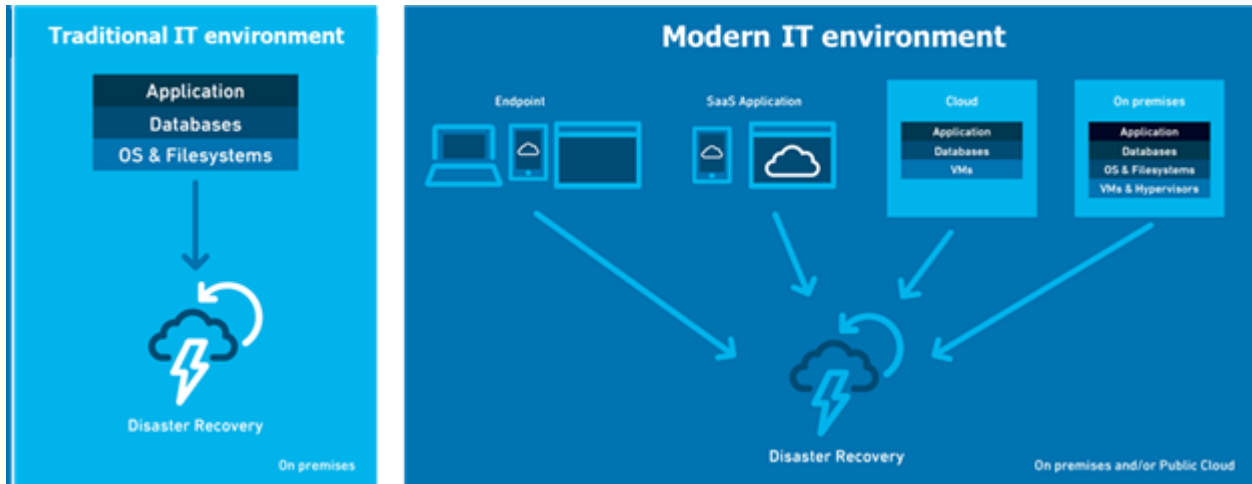 Traditional IT environment
Application
Databases
OS & Filesystems
Disaster Recovery
On premises
Modern IT environment
Endpoint
SaaS Application
Cloud
Application
Databases
VMs
On premises
Application
Databases
OS & Filesystems
VMs & Hypervisors
Disaster Recovery
On premises and/or Public Cloud